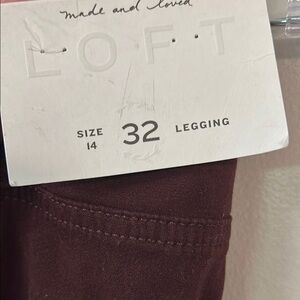 made and loved
LOFT
SIZE 14 32 LEGGING